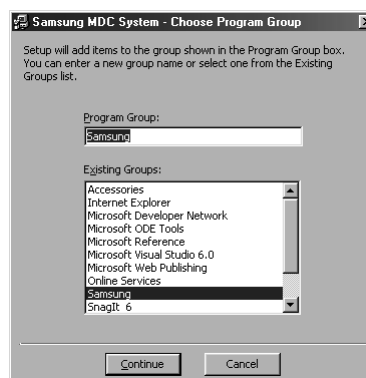 Samsung MDC System - Choose Program Group
Setup will add items to the group shown in the Program Group box.
You can enter a new group name or select one from the Existing
Groups list.
Program Group:
Samsung
Existing Groups:
Accessories
Internet Explorer
Microsoft Developer Network
Microsoft ODE Tools
Microsoft Reference
Microsoft Visual Studio 6.0
Microsoft Web Publishing
Online Services
Samsung
SnagIt 6
Continue
Cancel